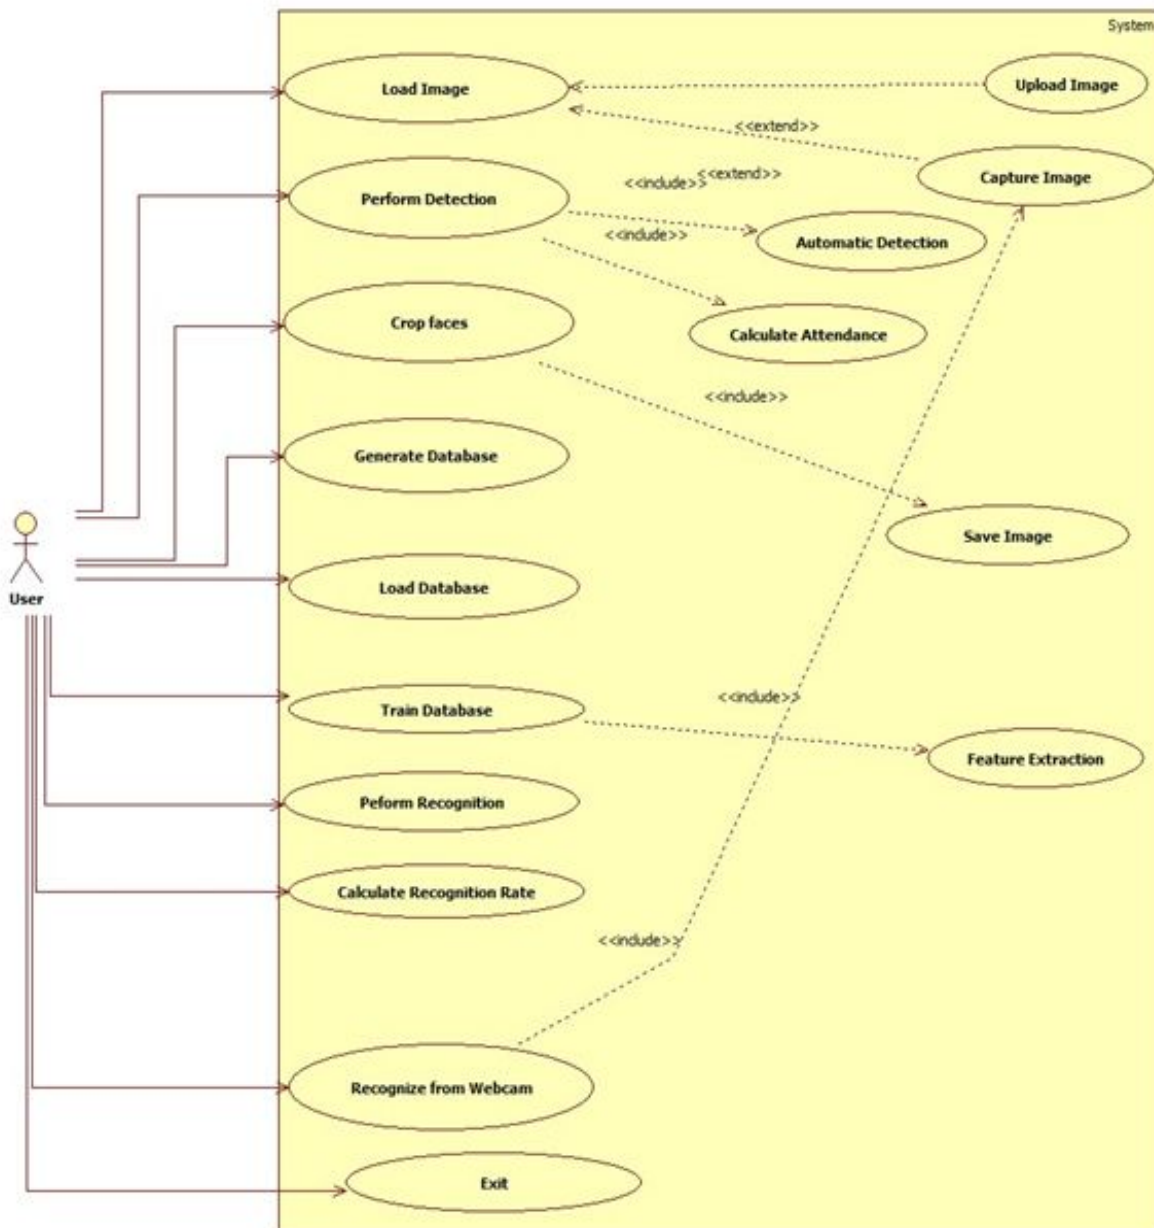 System
Load Image
Upload Image
<<extend>>
Capture Image
<<extend>>
<<include>>
Perform Detection
<<include>>
Automatic Detection
Crop faces
Calculate Attendance
<<include>>
Generate Database
Save Image
Load Database
User
<<include>>
Train Database
Feature Extraction
Peform Recognition
Calculate Recognition Rate
<<include>>
Recognize from Webcam
Exit